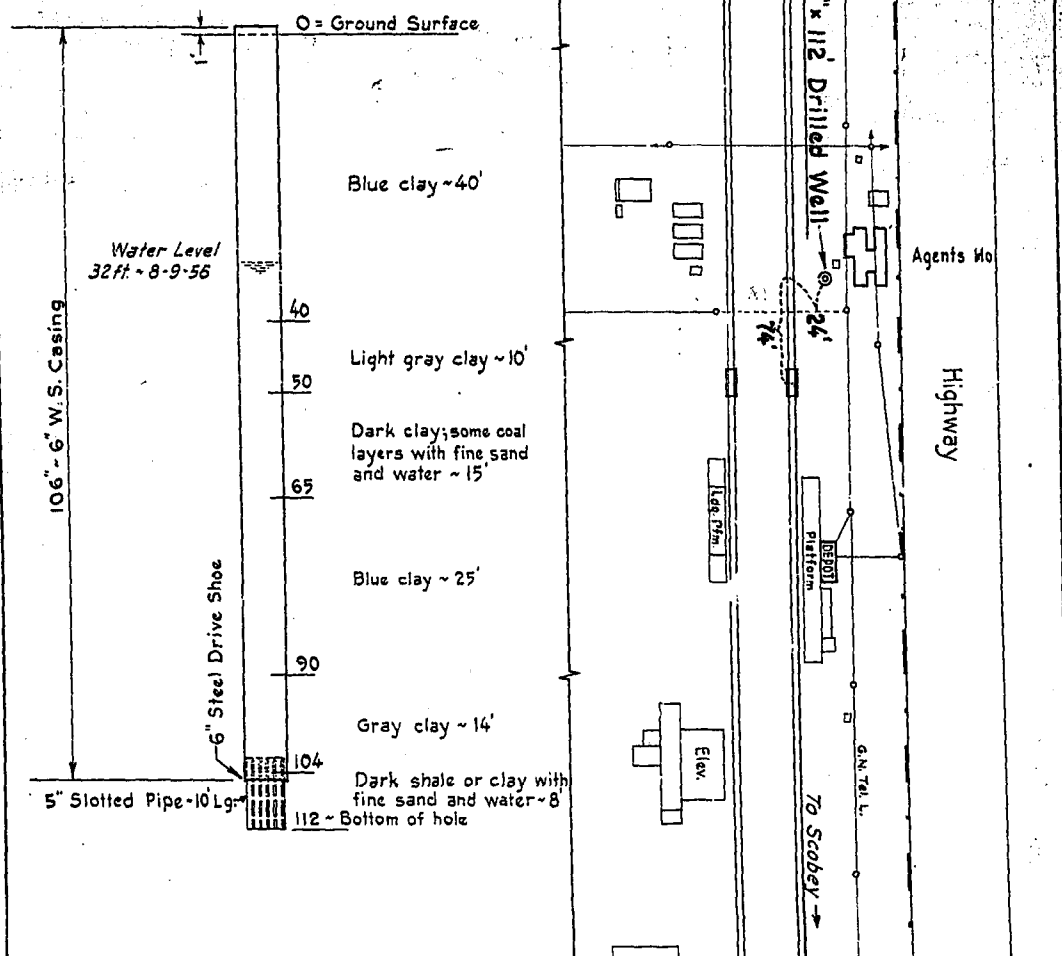 0 = Ground Surface
1'
Blue clay ~ 40'
Water Level
32ft. ~ 8-9-56
40
Light gray clay ~ 10'
50
Dark clay; some coal
layers with fine sand
and water ~ 15'
65
Blue clay ~ 25'
90
Gray clay ~ 14'
104
Dark shale or clay with
fine sand and water ~ 8'
112 ~ Bottom of hole
106" ~ 6" W.S. Casing
6" Steel Drive Shoe
5" Slotted Pipe - 10' Lg.
" x 112' Drilled Well
24'
74'
Agents Ho
Highway
Ldg. Pfm.
Platform
DEPOT
Elev.
G.N. Tel. L.
To Scobey